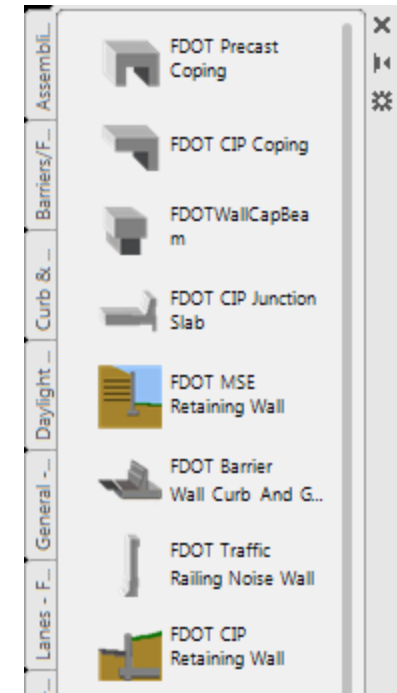 Assembli...
Barriers/F...
Curb & ...
Daylight ...
General -...
Lanes - F...
FDOT Precast
Coping
FDOT CIP Coping
FDOTWallCapBea
m
FDOT CIP Junction
Slab
FDOT MSE
Retaining Wall
FDOT Barrier
Wall Curb And G...
FDOT Traffic
Railing Noise Wall
FDOT CIP
Retaining Wall